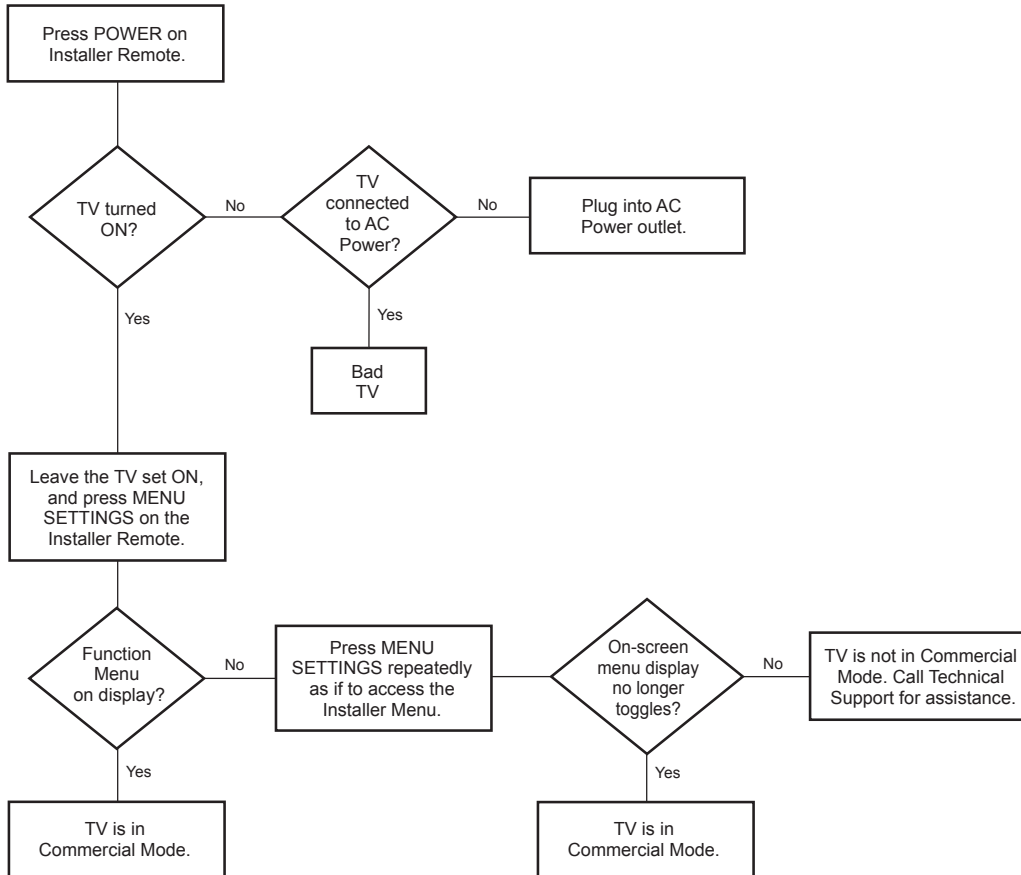 Press POWER on
Installer Remote.
TV turned
ON?
No
TV
connected
to AC
Power?
No
Plug into AC
Power outlet.
Yes
Yes
Bad
TV
Leave the TV set ON,
and press MENU
SETTINGS on the
Installer Remote.
Function
Menu
on display?
No
Press MENU
SETTINGS repeatedly
as if to access the
Installer Menu.
On-screen
menu display
no longer
toggles?
No
TV is not in Commercial
Mode. Call Technical
Support for assistance.
Yes
Yes
TV is in
Commercial Mode.
TV is in
Commercial Mode.